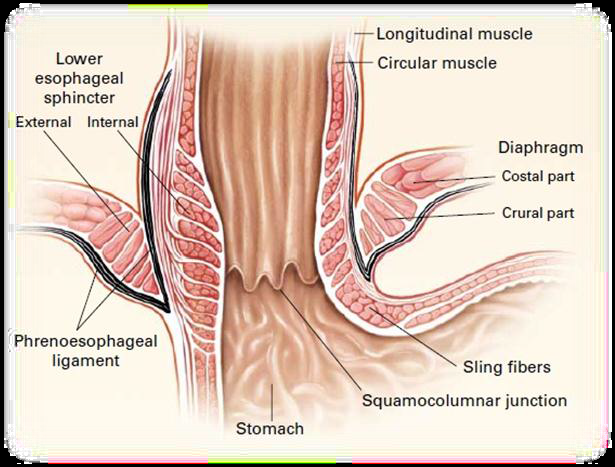 Longitudinal muscle
Circular muscle
Lower
esophageal
sphincter
External Internal
Diaphragm
Costal part
Crural part
Phrenoesophageal
ligament
Sling fibers
Squamocolumnar junction
Stomach